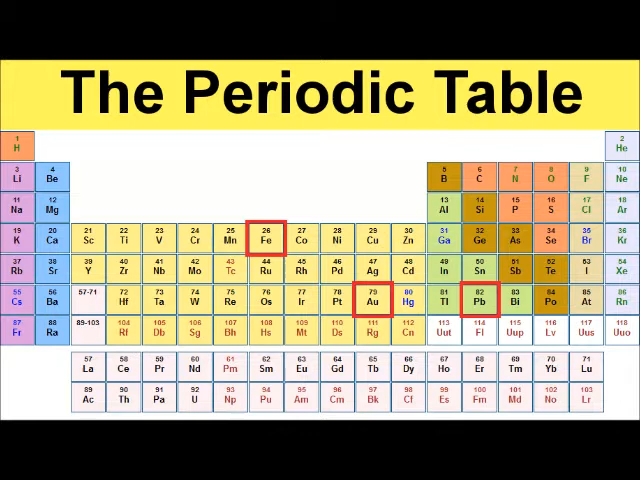 The Periodic Table
1 2
H He
3 4 5 6 7 8 9 10
Li Be B C N O F Ne
11 12 13 14 15 16 17 18
Na Mg Al Si P S Cl Ar
19 20 21 22 23 24 25 26 27 28 29 30 31 32 33 34 35 36
K Ca Sc Ti V Cr Mn Fe Co Ni Cu Zn Ga Ge As Se Br Kr
37 38 39 40 41 42 43 44 45 46 47 48 49 50 51 52 53 54
Rb Sr Y Zr Nb Mo Tc Ru Rh Pd Ag Cd In Sn Sb Te I Xe
55 56 57-71 72 73 74 75 76 77 78 79 80 81 82 83 84 85 86
Cs Ba Hf Ta W Re Os Ir Pt Au Hg Tl Pb Bi Po At Rn
87 88 89-103 104 105 106 107 108 109 110 111 112 113 114 115 116 117 118
Fr Ra Rf Db Sg Bh Hs Mt Ds Rg Cn Uut Fl Uup Lv Uus Uuo
57 58 59 60 61 62 63 64 65 66 67 68 69 70 71
La Ce Pr Nd Pm Sm Eu Gd Tb Dy Ho Er Tm Yb Lu
89 90 91 92 93 94 95 96 97 98 99 100 101 102 103
Ac Th Pa U Np Pu Am Cm Bk Cf Es Fm Md No Lr